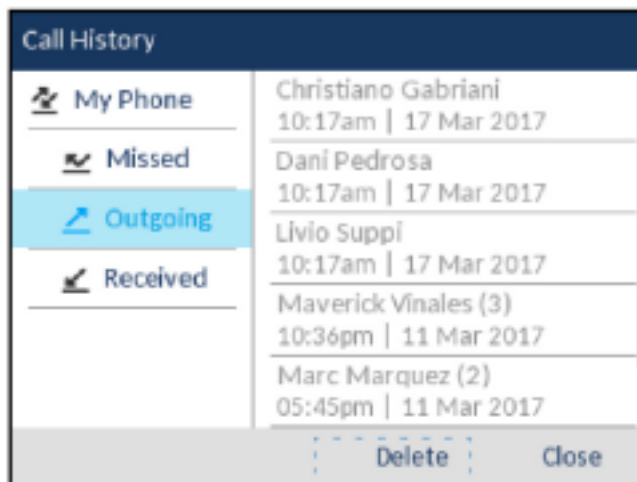 Call History
My Phone
Missed
Outgoing
Received
Christiano Gabriani
10:17am | 17 Mar 2017
Dani Pedrosa
10:17am | 17 Mar 2017
Livio Suppi
10:17am | 17 Mar 2017
Maverick Vinales (3)
10:36pm | 11 Mar 2017
Marc Marquez (2)
05:45pm | 11 Mar 2017
Delete
Close